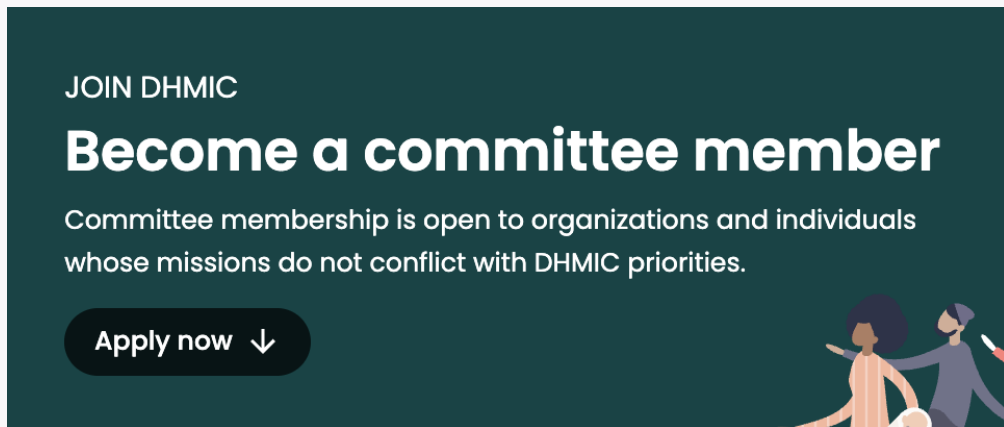 JOIN DHMIC
Become a committee member
Committee membership is open to organizations and individuals
whose missions do not conflict with DHMIC priorities.
Apply now ↓